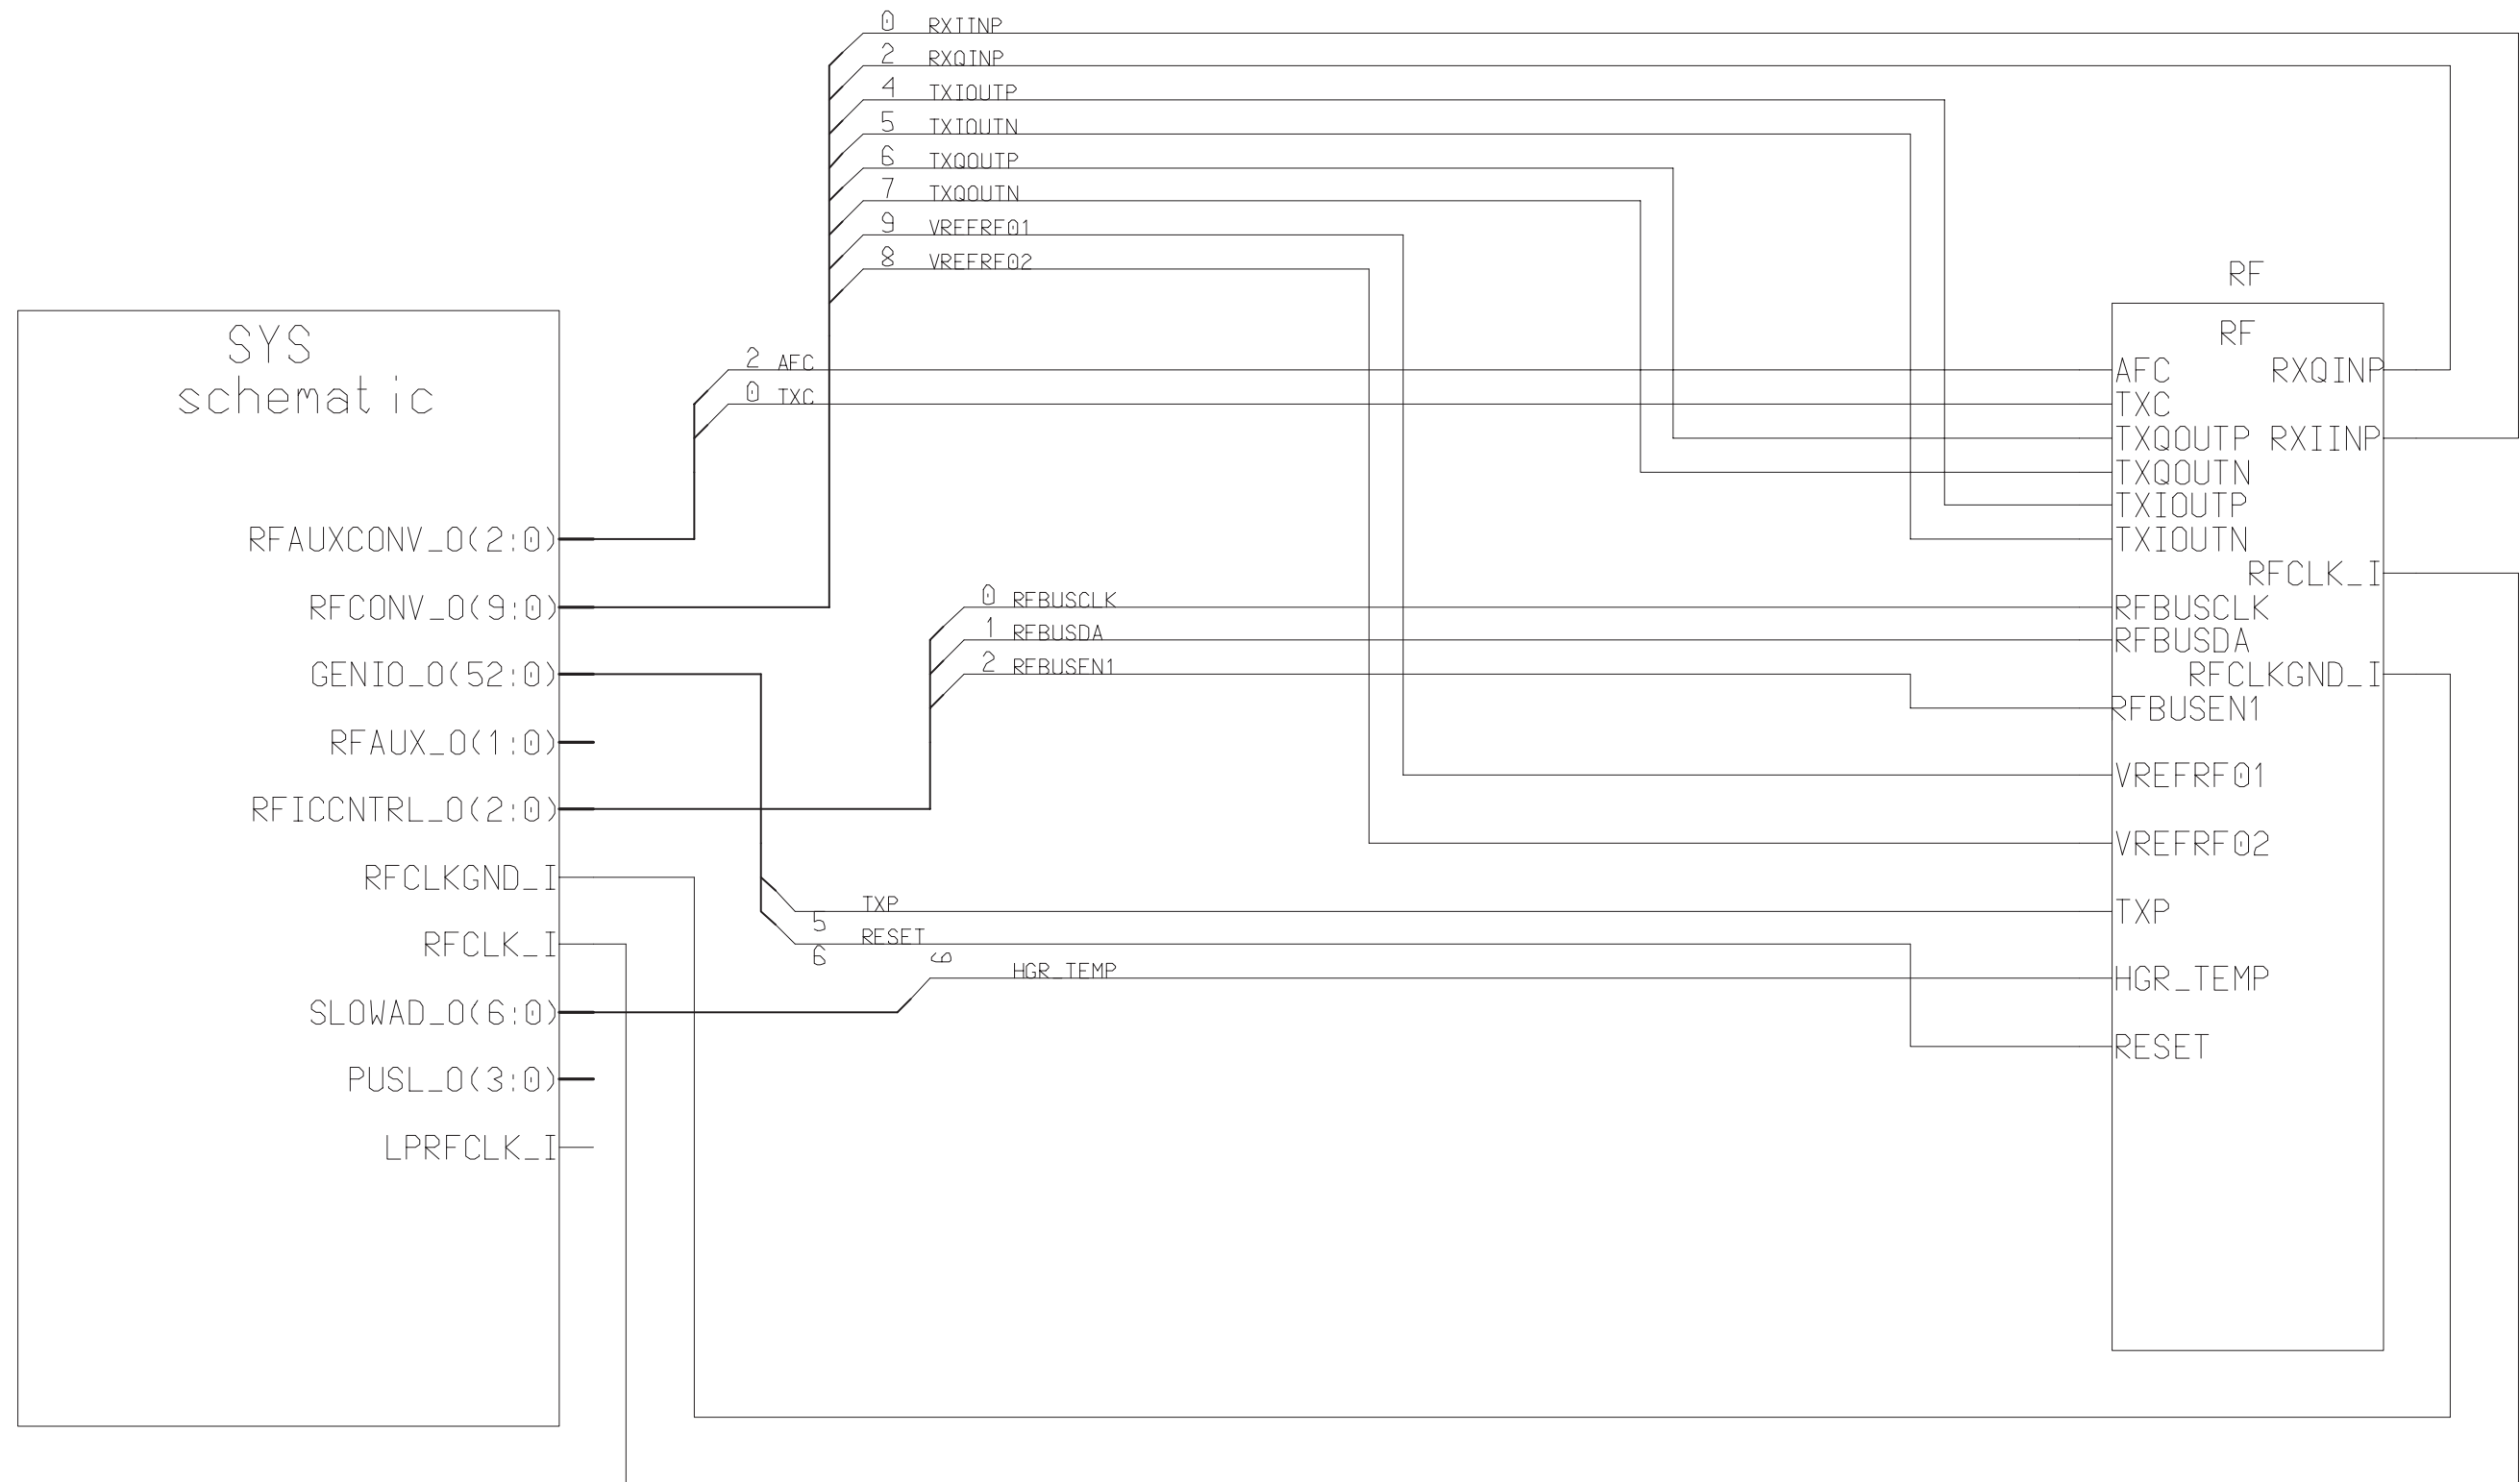 0 RXIINP
2 RXQINP
4 TXIOUTP
5 TXIOUTN
6 TXQOUTP
7 TXQOUTN
9 VREFRF01
8 VREFRF02
SYS
schematic
2 AFC
0 TXC
RFAUXCONV_O(2:0)
RFCONV_O(9:0)
GENIO_O(52:0)
RFAUX_O(1:0)
RFICCNTRL_O(2:0)
RFCLKGND_I
RFCLK_I
SLOWAD_O(6:0)
PUSL_O(3:0)
LPRFCLK_I
0 RFBUSCLK
1 RFBUSDA
2 RFBUSEN1
TXP
5
RESET
6
6
HGR_TEMP
RF
RF
AFC RXQINP
TXC
TXQOUTP RXIINP
TXQOUTN
TXIOUTP
TXIOUTN
RFCLK_I
RFBUSCLK
RFBUSDA
RFCLKGND_I
RFBUSEN1
VREFRF01
VREFRF02
TXP
HGR_TEMP
RESET